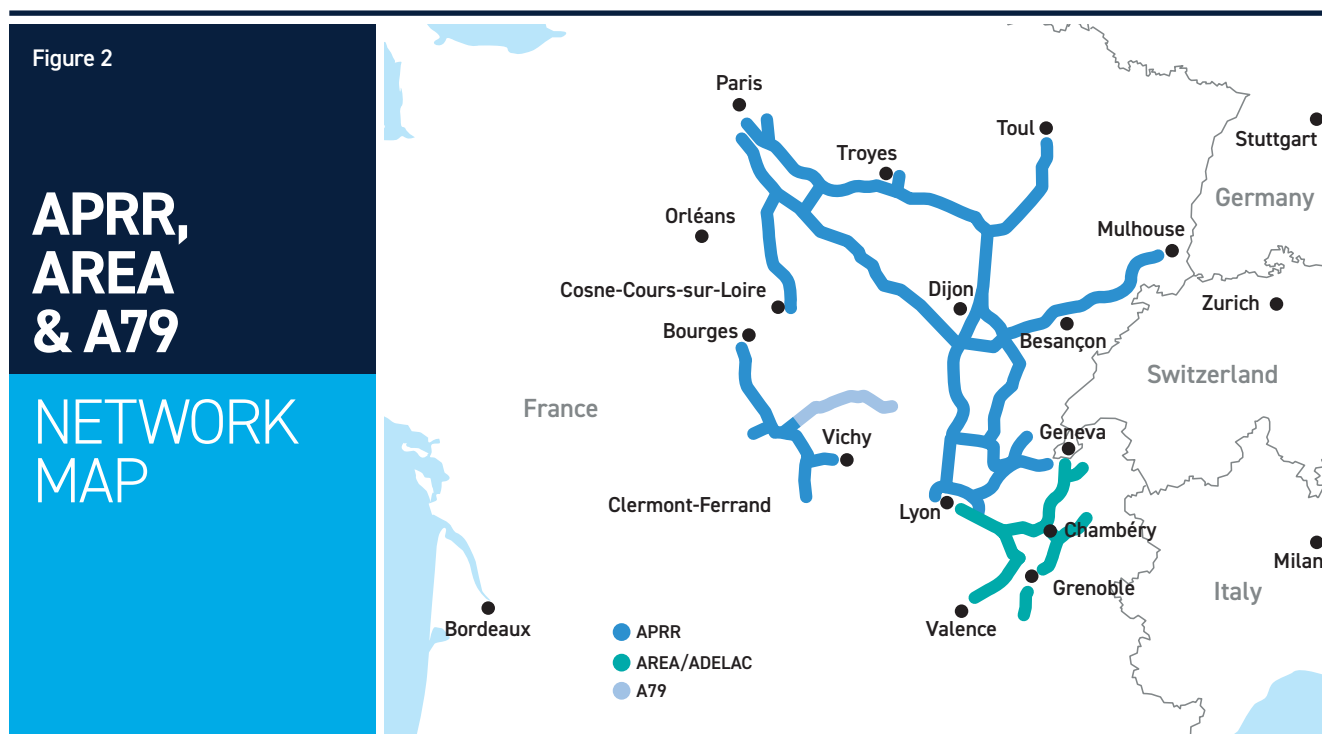 Figure 2
APRR,
AREA
& A79
NETWORK
MAP
Paris
Toul
Stuttgart
Troyes
Germany
Orléans
Mulhouse
Cosne-Cours-sur-Loire
Dijon
Zurich
Bourges
Besançon
Switzerland
France
Vichy
Geneva
Clermont-Ferrand
Lyon
Chambéry
Milan
Grenoble
Italy
Bordeaux
Valence
APRR
AREA/ADELAC
A79